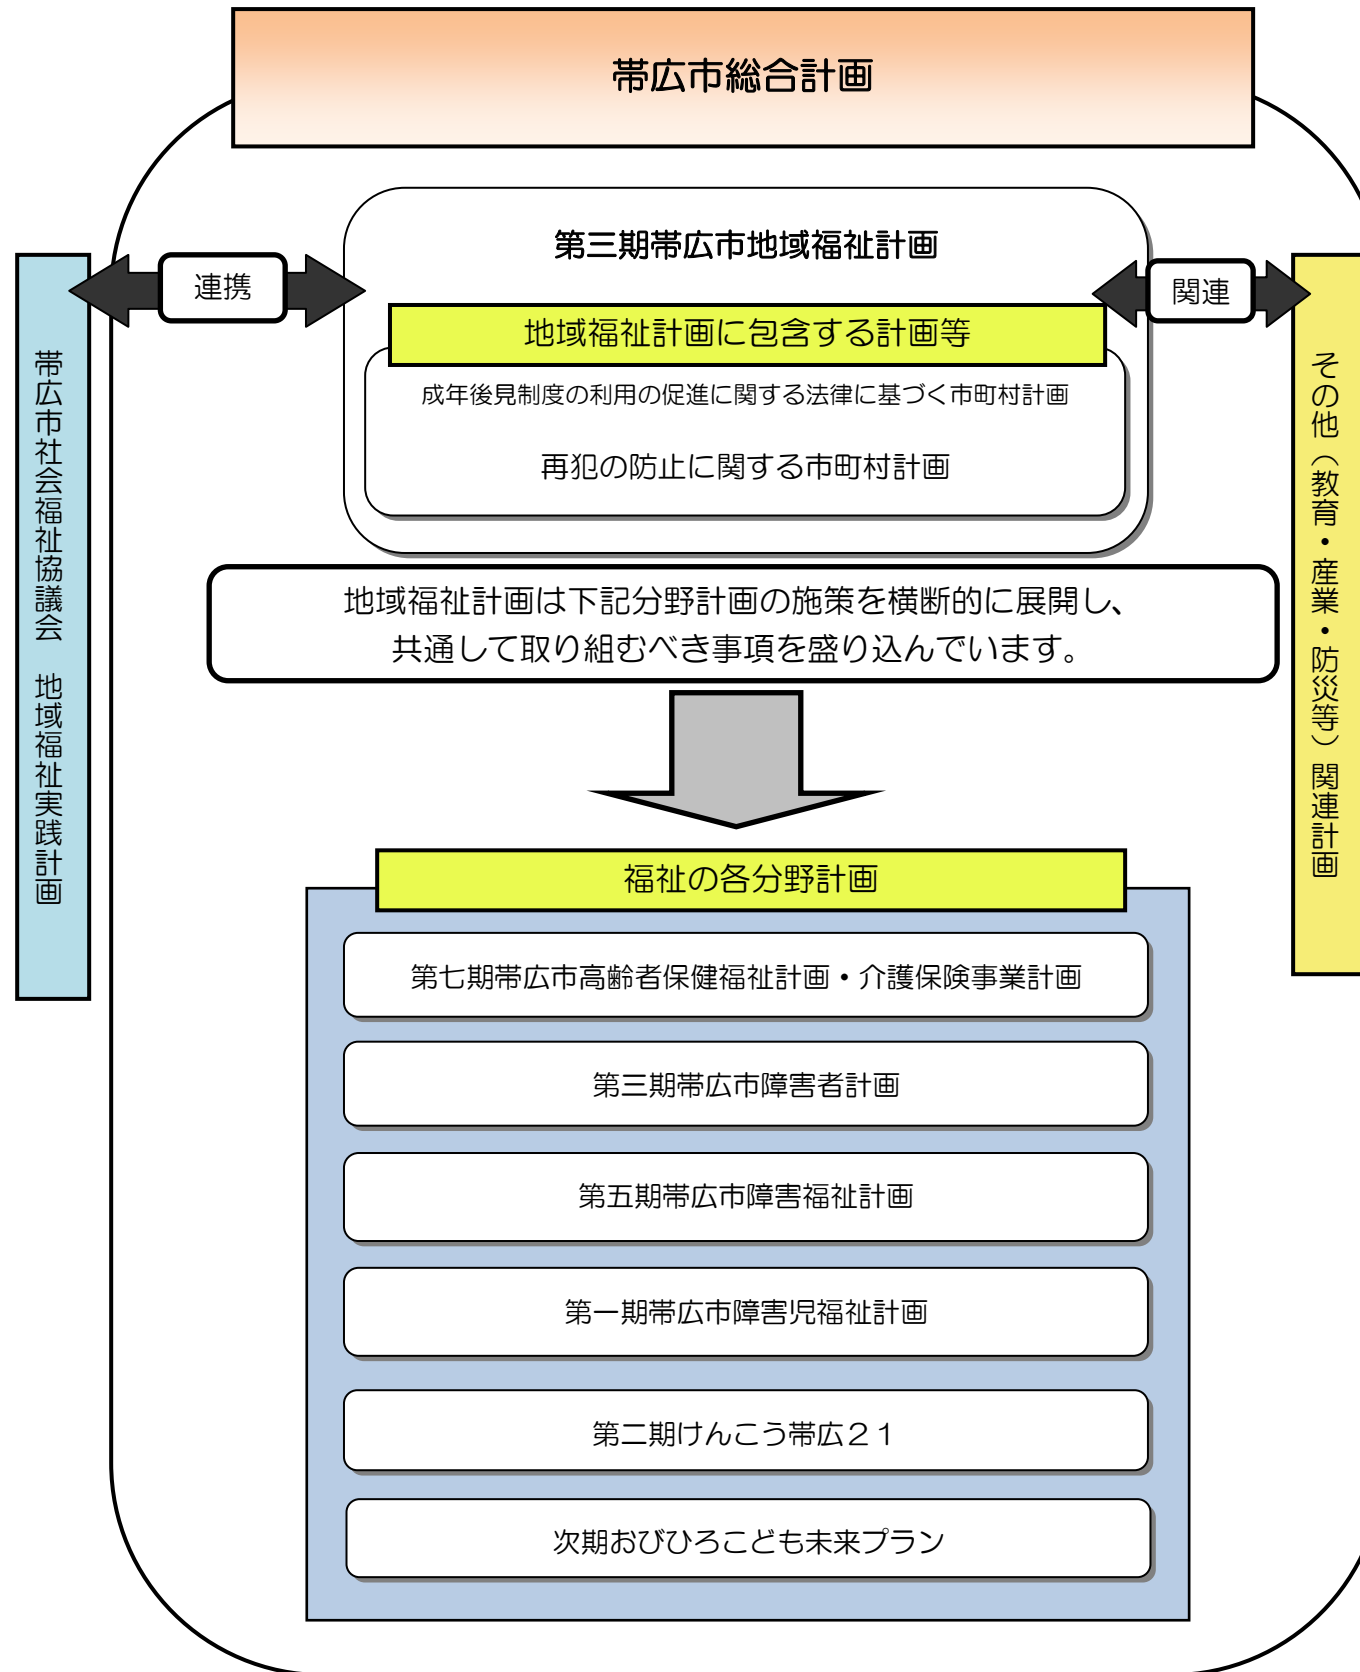 帯広市総合計画
第三期帯広市地域福祉計画
連携
関連
地域福祉計画に包含する計画等
成年後見制度の利用の促進に関する法律に基づく市町村計画
再犯の防止に関する市町村計画
帯広市社会福祉協議会　地域福祉実践計画
その他（教育・産業・防災等）関連計画
地域福祉計画は下記分野計画の施策を横断的に展開し、
共通して取り組むべき事項を盛り込んでいます。
福祉の各分野計画
第七期帯広市高齢者保健福祉計画・介護保険事業計画
第三期帯広市障害者計画
第五期帯広市障害福祉計画
第一期帯広市障害児福祉計画
第二期けんこう帯広２１
次期おびひろこども未来プラン